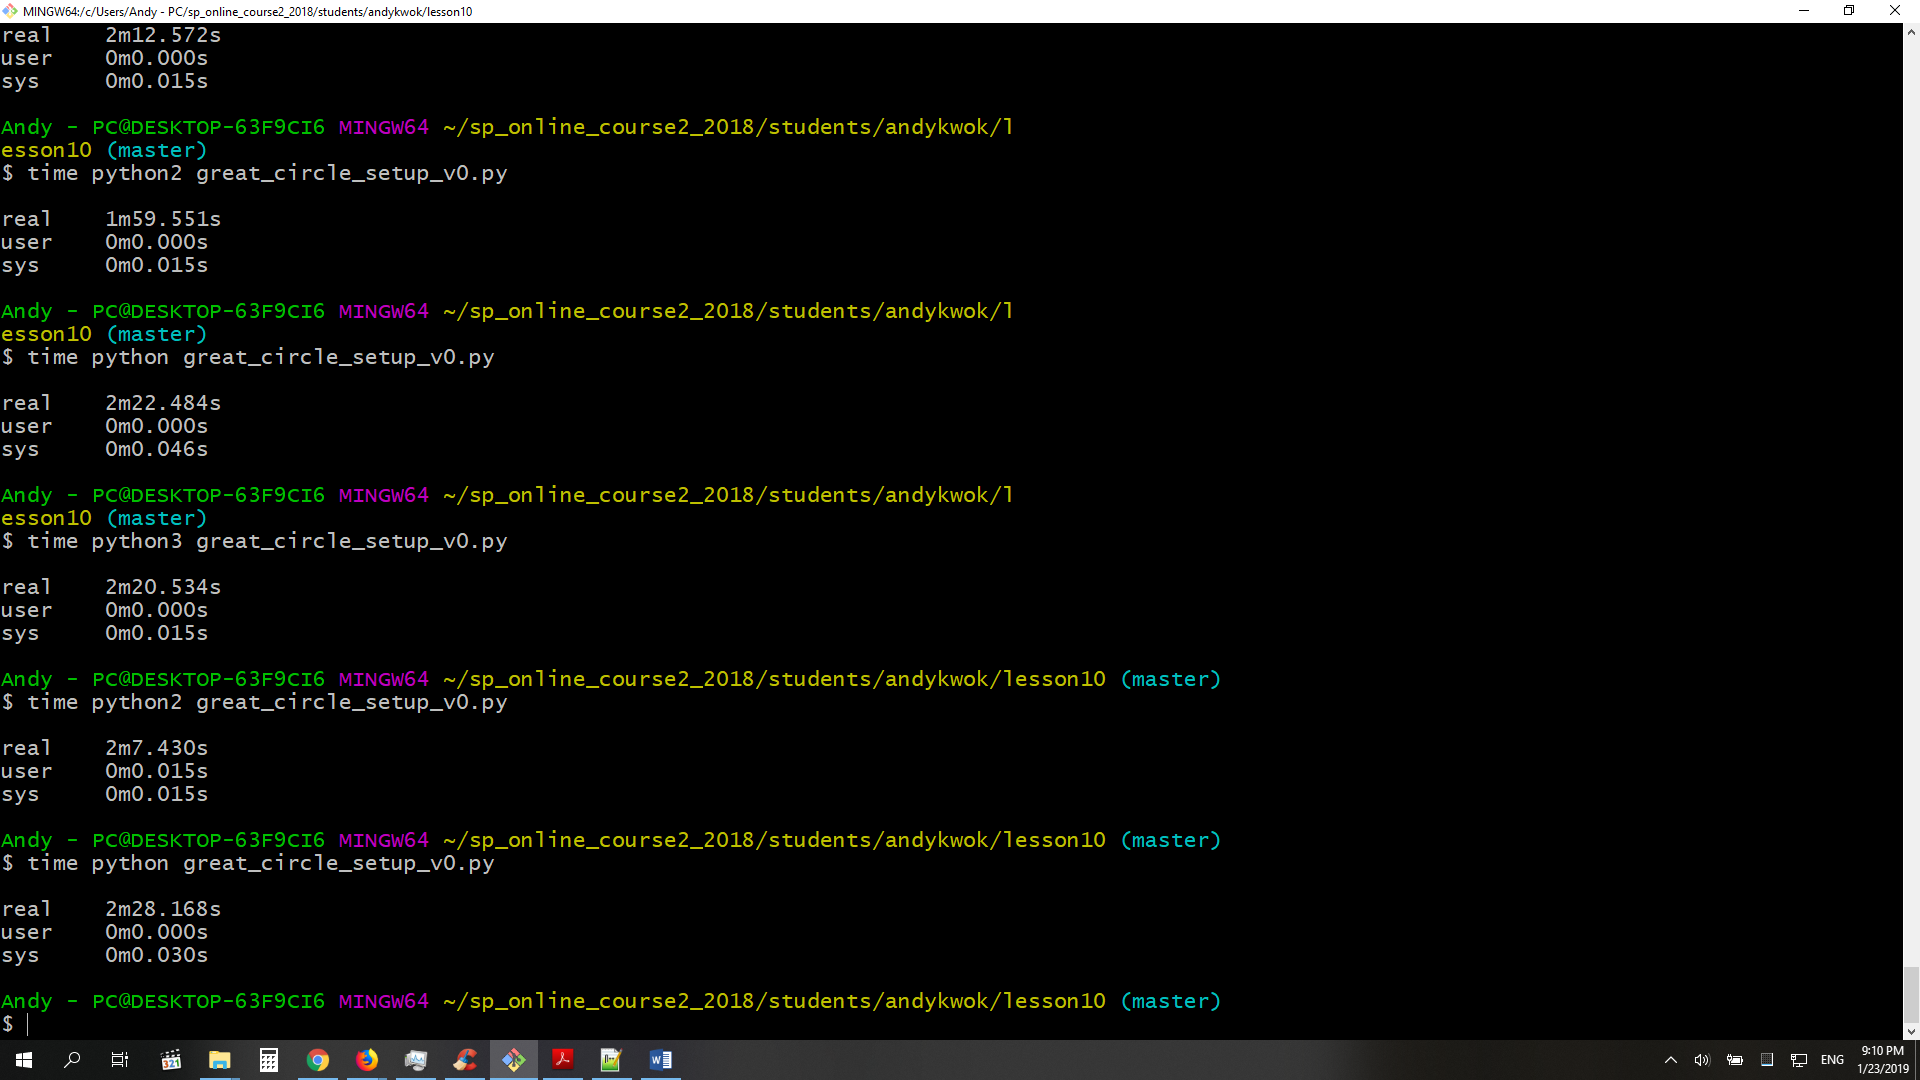 MINGW64:/c/Users/Andy - PC/sp_online_course2_2018/students/andykwok/lesson10
real 2m12.572s
user 0m0.000s
sys 0m0.015s
Andy - PC@DESKTOP-63F9CI6 MINGW64 ~/sp_online_course2_2018/students/andykwok/l
esson10 (master)
$ time python2 great_circle_setup_v0.py
real 1m59.551s
user 0m0.000s
sys 0m0.015s
Andy - PC@DESKTOP-63F9CI6 MINGW64 ~/sp_online_course2_2018/students/andykwok/l
esson10 (master)
$ time python great_circle_setup_v0.py
real 2m22.484s
user 0m0.000s
sys 0m0.046s
Andy - PC@DESKTOP-63F9CI6 MINGW64 ~/sp_online_course2_2018/students/andykwok/l
esson10 (master)
$ time python3 great_circle_setup_v0.py
real 2m20.534s
user 0m0.000s
sys 0m0.015s
Andy - PC@DESKTOP-63F9CI6 MINGW64 ~/sp_online_course2_2018/students/andykwok/lesson10 (master)
$ time python2 great_circle_setup_v0.py
real 2m7.430s
user 0m0.015s
sys 0m0.015s
Andy - PC@DESKTOP-63F9CI6 MINGW64 ~/sp_online_course2_2018/students/andykwok/lesson10 (master)
$ time python great_circle_setup_v0.py
real 2m28.168s
user 0m0.000s
sys 0m0.030s
Andy - PC@DESKTOP-63F9CI6 MINGW64 ~/sp_online_course2_2018/students/andykwok/lesson10 (master)
$
321
ENG
9:10 PM
1/23/2019